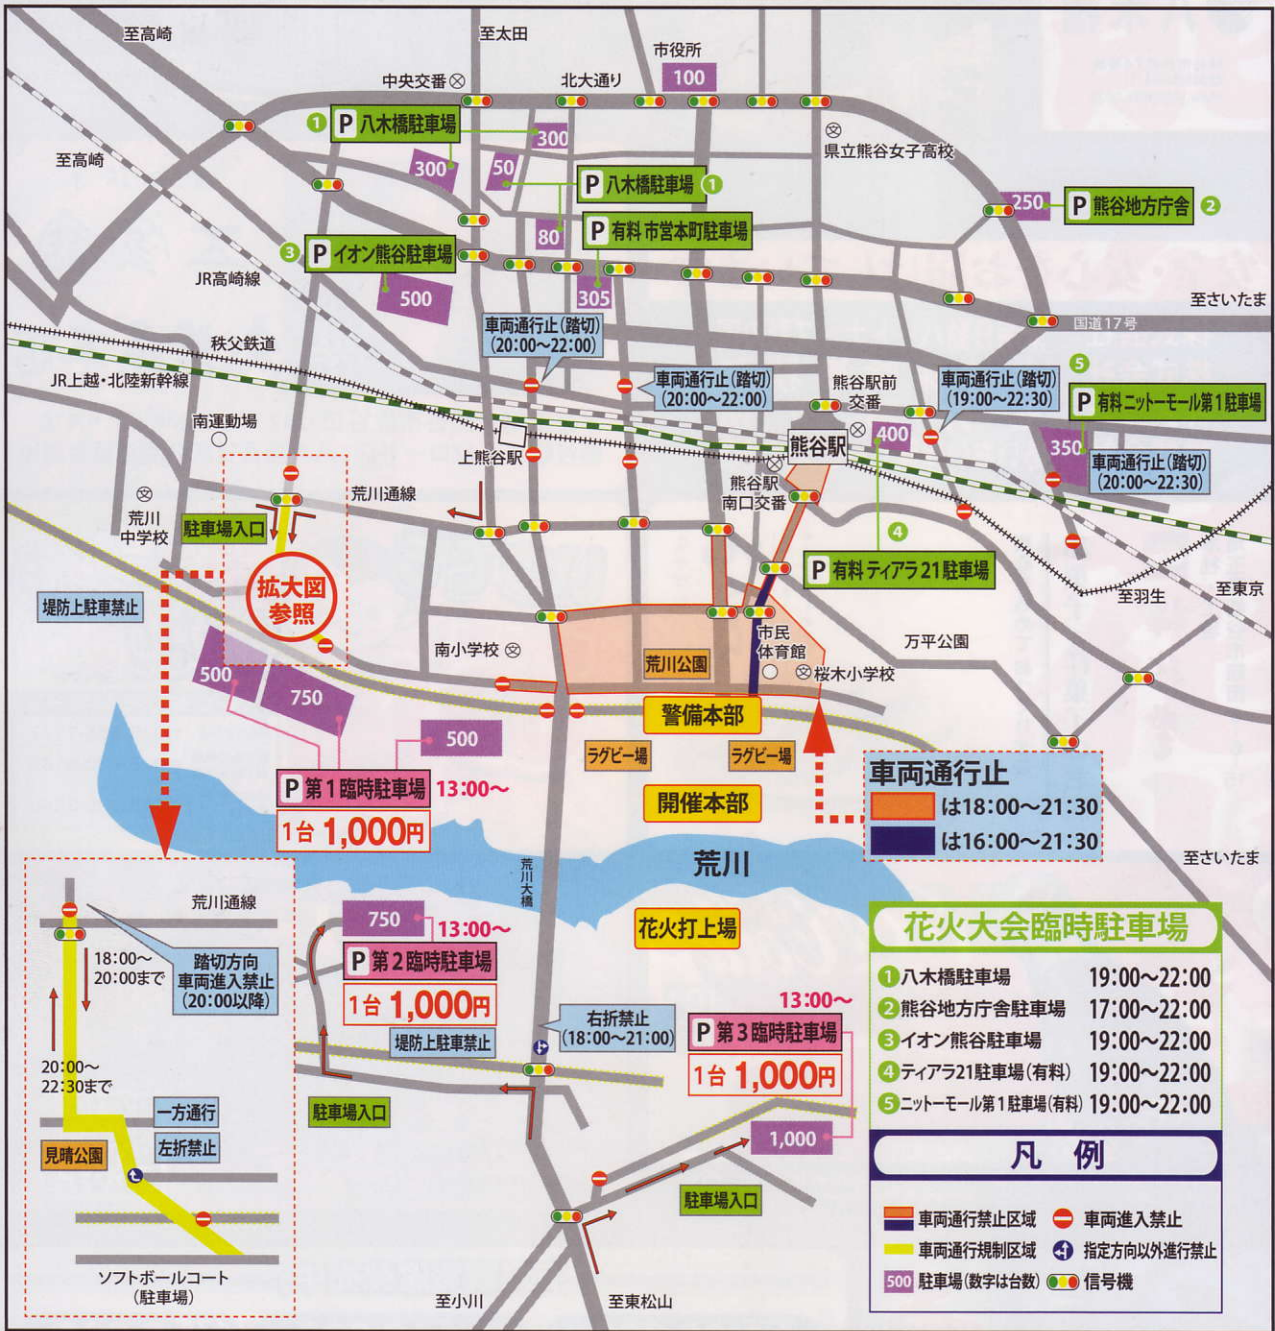 至高崎
至太田
市役所
中央交番
北大通り
100
1 P 八木橋駐車場
300
県立熊谷女子高校
至高崎
300
50
P 八木橋駐車場 1
250
P 熊谷地方庁舎 2
80
P 有料 市営本町駐車場
3 P イオン熊谷駐車場
JR高崎線
500
305
至さいたま
国道17号
秩父鉄道
車両通行止(踏切)
(20:00〜22:00)
JR上越・北陸新幹線
車両通行止(踏切)
(20:00〜22:00)
熊谷駅前
交番
車両通行止(踏切)
(19:00〜22:30)
5
P 有料 ニットーモール第1駐車場
南運動場
上熊谷駅
熊谷駅
400
350
車両通行止(踏切)
(20:00〜22:30)
荒川
中学校
荒川通線
熊谷駅
南口交番
駐車場入口
4
P 有料 ティアラ21駐車場
拡大図
参照
堤防上駐車禁止
至羽生
至東京
南小学校
荒川公園
市民
体育館
桜木小学校
万平公園
500
750
500
警備本部
ラグビー場
ラグビー場
P 第1臨時駐車場 13:00〜
1台 1,000円
開催本部
車両通行止
は18:00〜21:30
は16:00〜21:30
荒川
荒川大橋
至さいたま
花火打上場
荒川通線
18:00〜
20:00まで
踏切方向
車両進入禁止
(20:00以降)
20:00〜
22:30まで
一方通行
左折禁止
見晴公園
ソフトボールコート
(駐車場)
750
13:00〜
P 第2臨時駐車場
1台 1,000円
堤防上駐車禁止
駐車場入口
右折禁止
(18:00〜21:00)
13:00〜
P 第3臨時駐車場
1台 1,000円
1,000
駐車場入口
至小川
至東松山
花火大会臨時駐車場
1 八木橋駐車場 19:00〜22:00
2 熊谷地方庁舎駐車場 17:00〜22:00
3 イオン熊谷駐車場 19:00〜22:00
4 ティアラ21駐車場(有料) 19:00〜22:00
5 ニットーモール第1駐車場(有料) 19:00〜22:00
凡例
車両通行禁止区域 車両進入禁止
車両通行規制区域 指定方向以外進行禁止
500 駐車場(数字は台数) 信号機